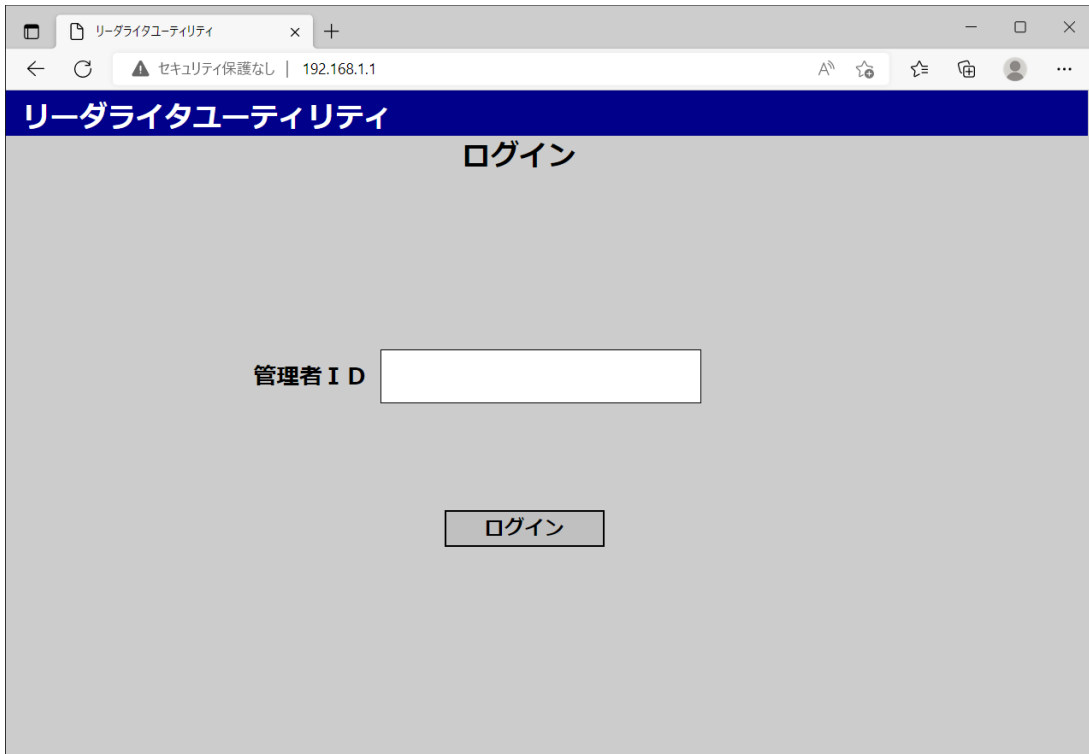 リーダライタユーティリティ
セキュリティ保護なし | 192.168.1.1
リーダライタユーティリティ
ログイン
管理者ＩＤ
ログイン